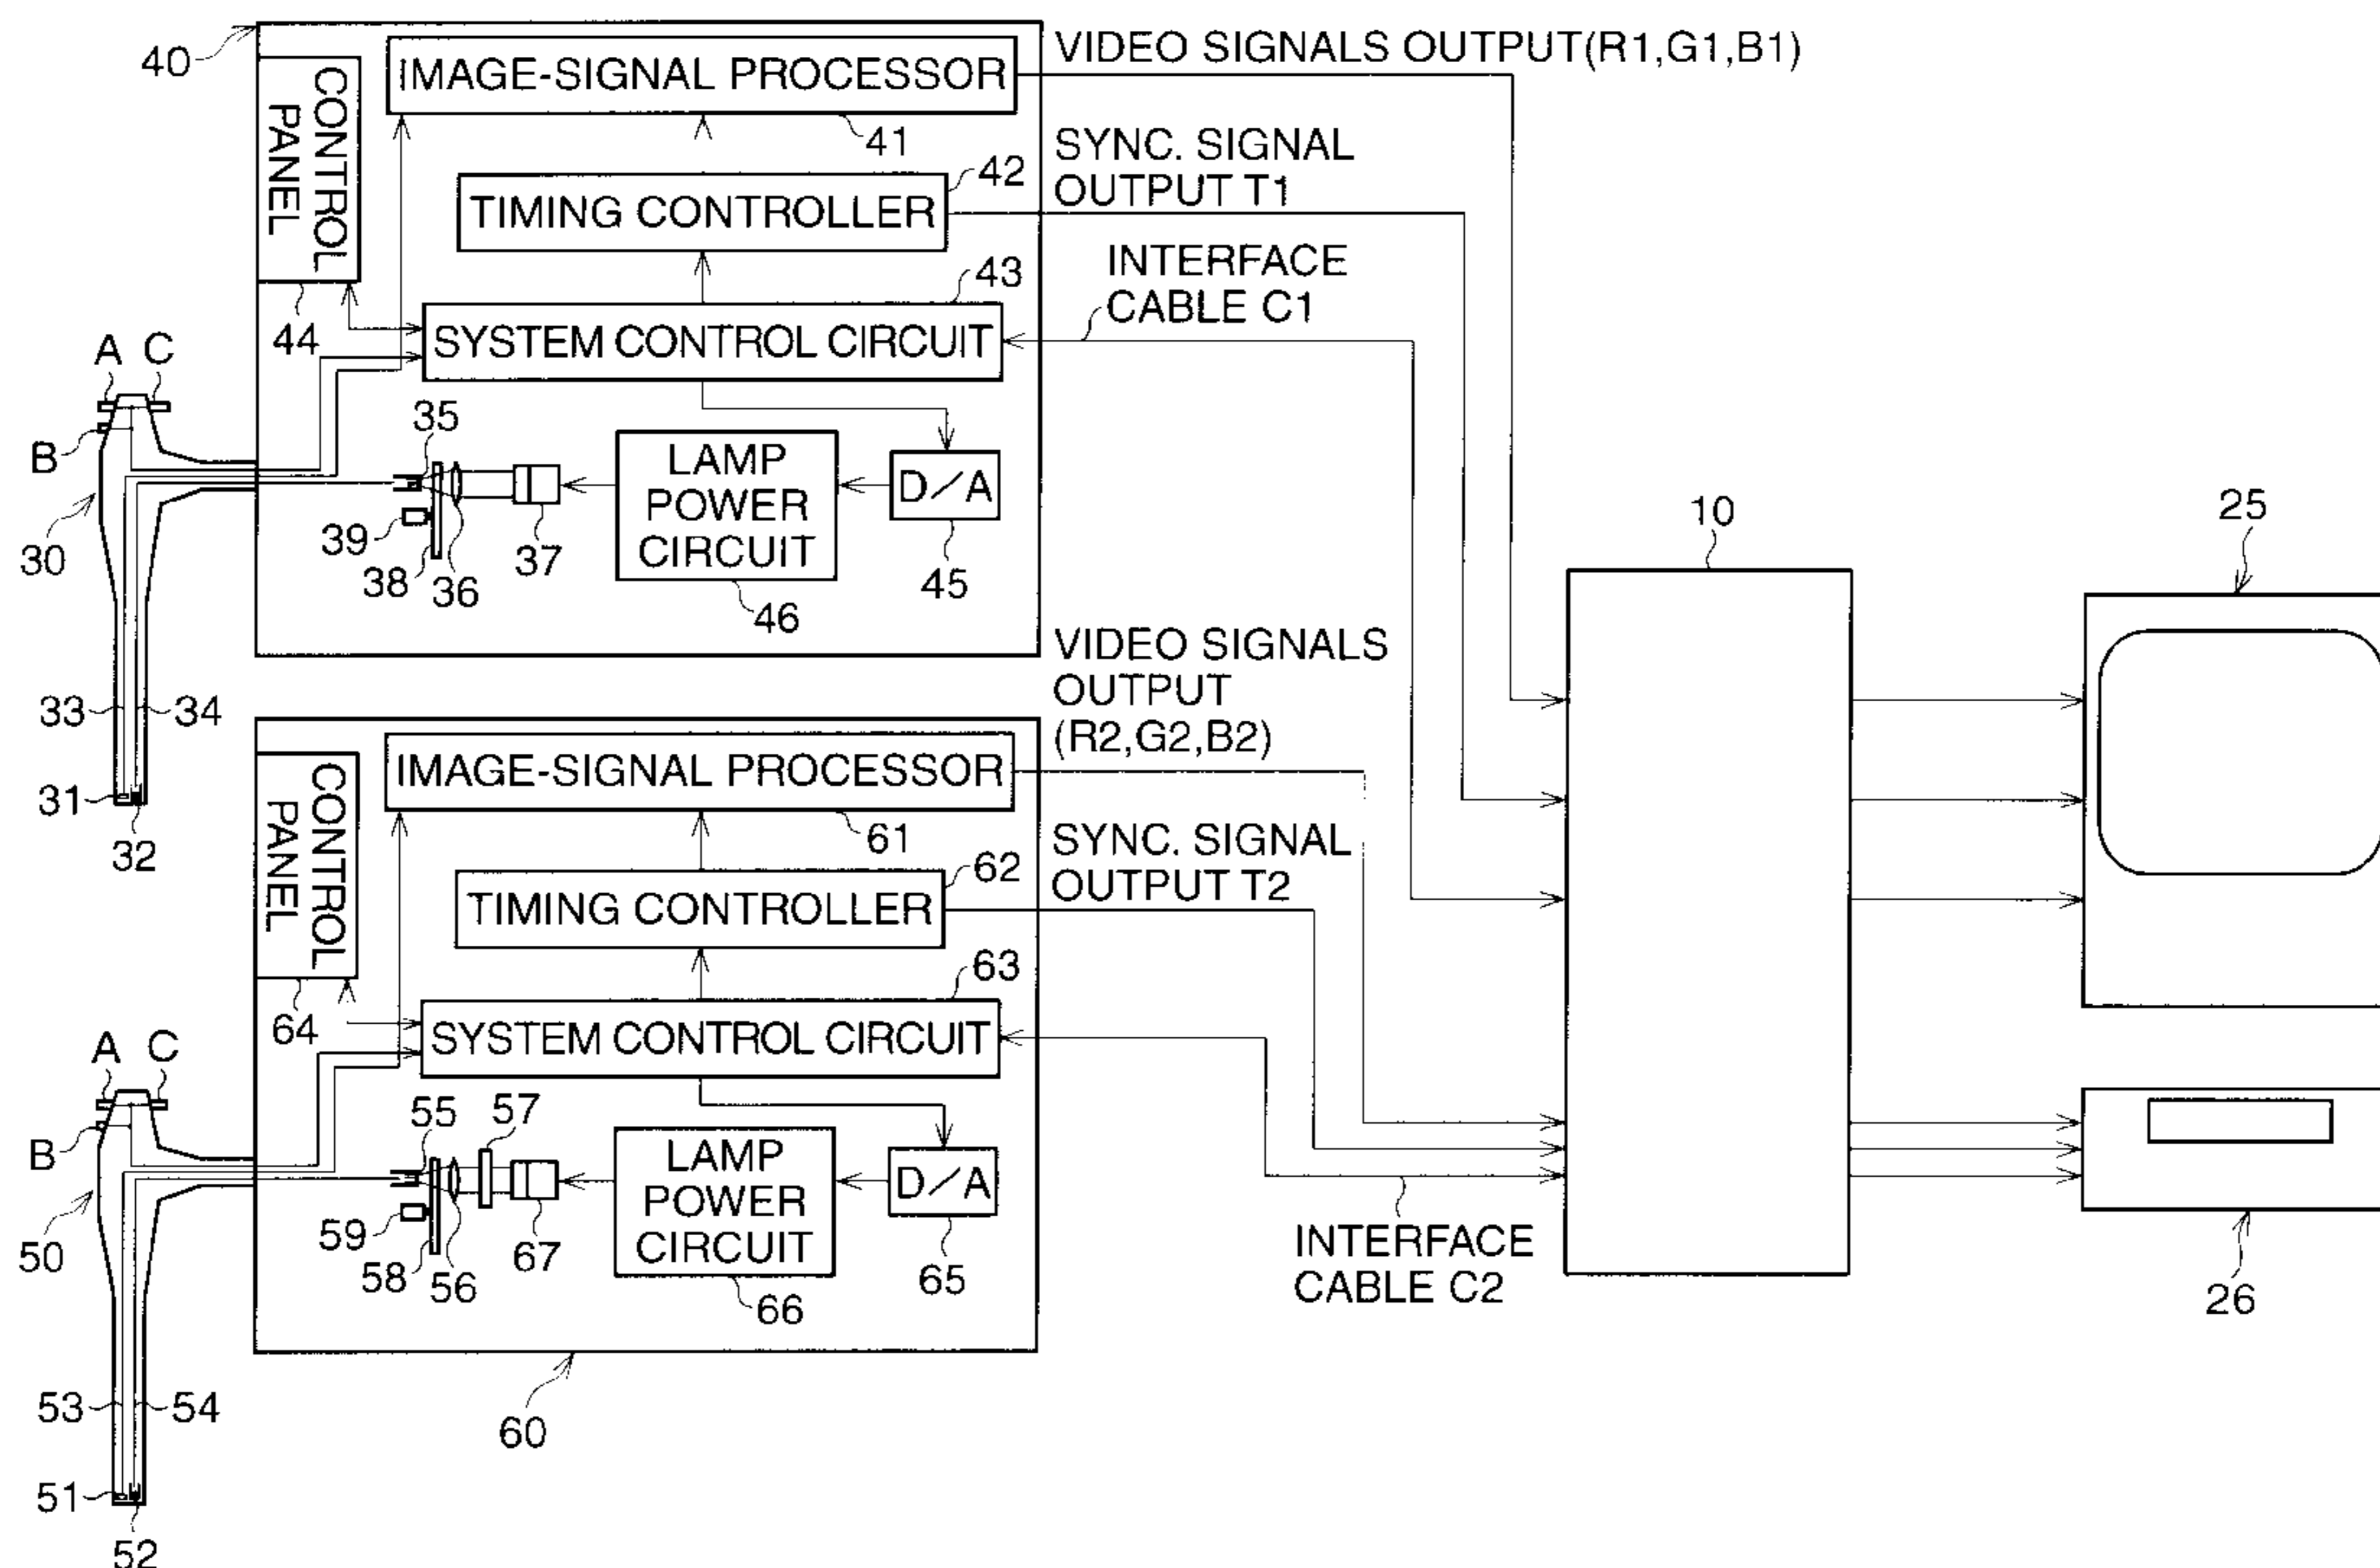 40
CONTROL
PANEL
44
IMAGE-SIGNAL PROCESSOR
41
TIMING CONTROLLER
42
SYSTEM CONTROL CIRCUIT
43
LAMP
POWER
CIRCUIT
46
D/A
45
35
39
38
36
37
A
C
B
30
33
34
31
32
VIDEO SIGNALS OUTPUT(R1,G1,B1)
SYNC. SIGNAL
OUTPUT T1
INTERFACE
CABLE C1
10
25
26
VIDEO SIGNALS
OUTPUT
(R2,G2,B2)
SYNC. SIGNAL
OUTPUT T2
INTERFACE
CABLE C2
CONTROL
PANEL
64
IMAGE-SIGNAL PROCESSOR
61
TIMING CONTROLLER
62
SYSTEM CONTROL CIRCUIT
63
LAMP
POWER
CIRCUIT
66
D/A
65
55
57
59
58
56
67
60
A
C
B
50
53
54
51
52